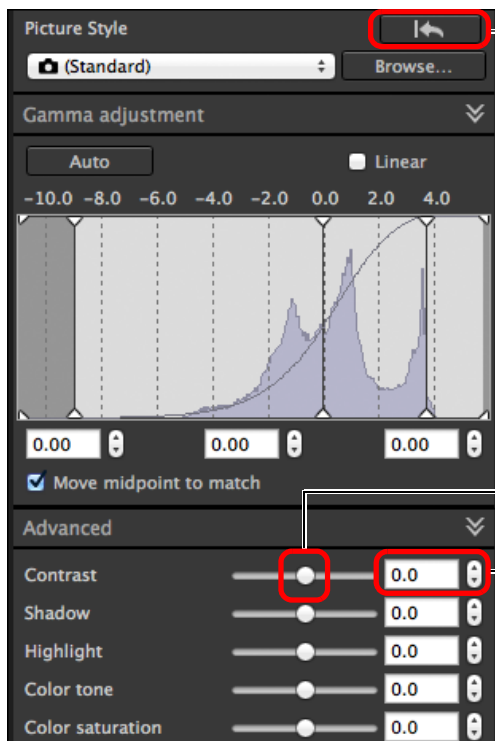 Picture Style
(Standard) Browse...
Gamma adjustment
Auto Linear
-10.0 -8.0 -6.0 -4.0 -2.0 0.0 2.0 4.0
0.00 0.00 0.00
Move midpoint to match
Advanced
Contrast 0.0
Shadow 0.0
Highlight 0.0
Color tone 0.0
Color saturation 0.0